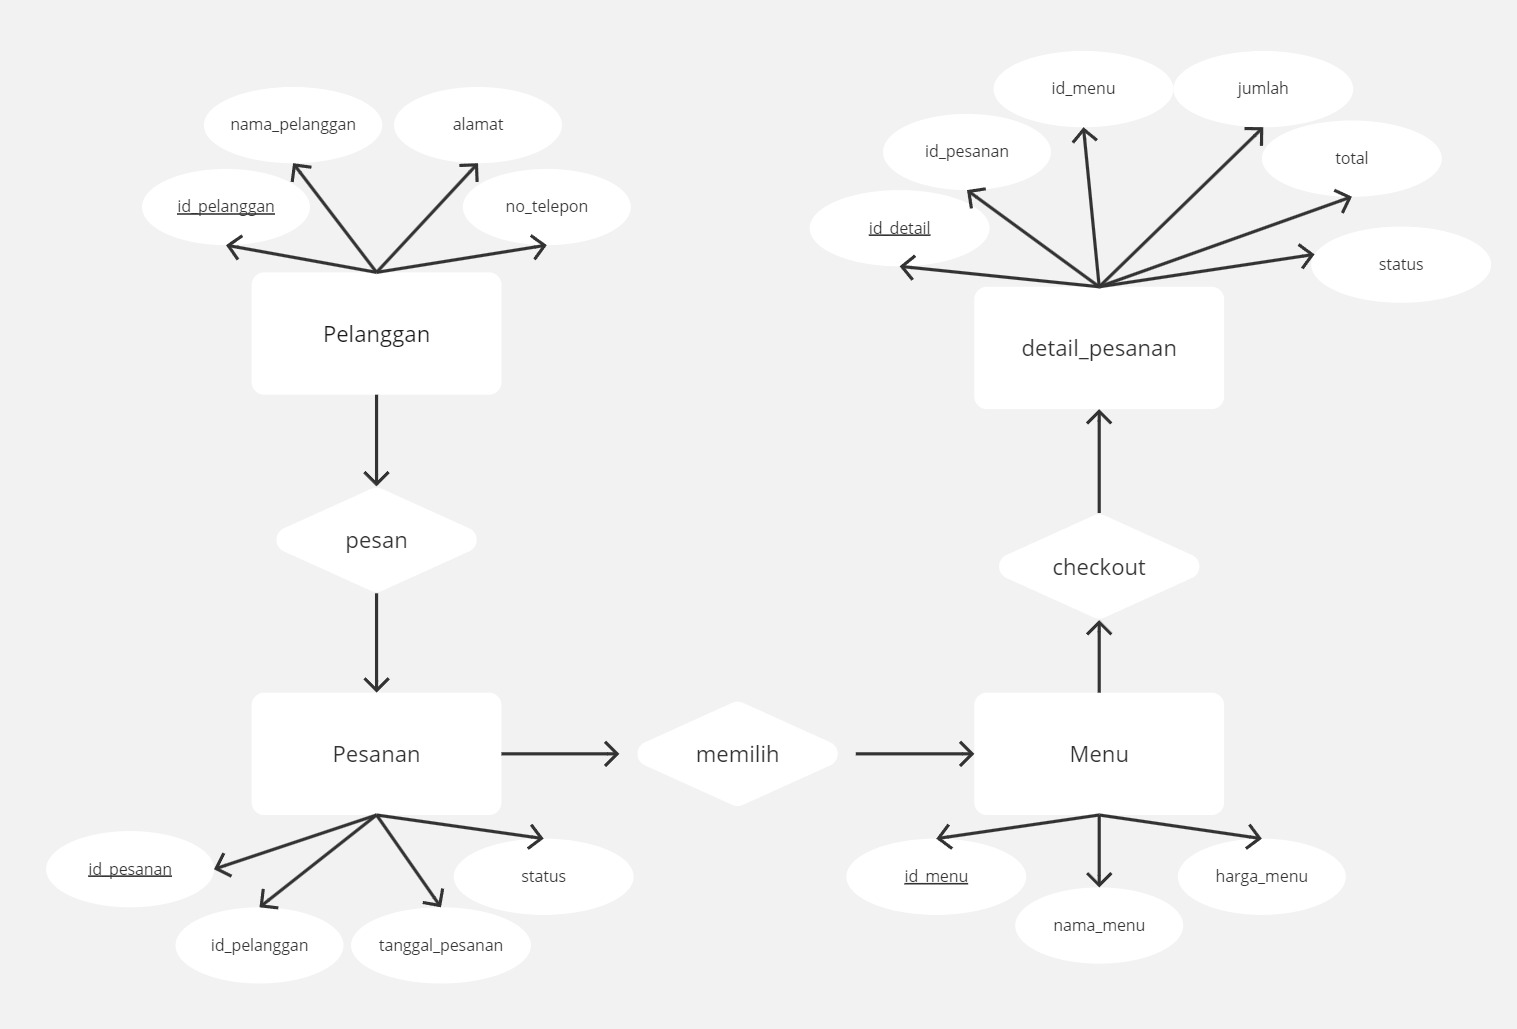 nama_pelanggan
alamat
id_pelanggan
no_telepon
Pelanggan
pesan
Pesanan
id_pesanan
id_pelanggan
tanggal_pesanan
status
memilih
id_menu
jumlah
id_pesanan
total
id_detail
status
detail_pesanan
checkout
Menu
id_menu
nama_menu
harga_menu